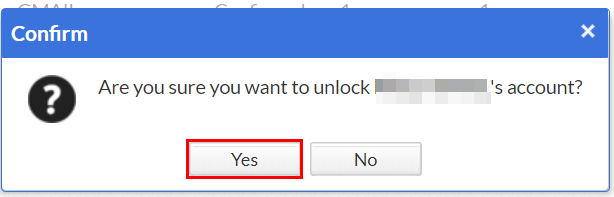 Confirm
Are you sure you want to unlock 's account?
Yes
No